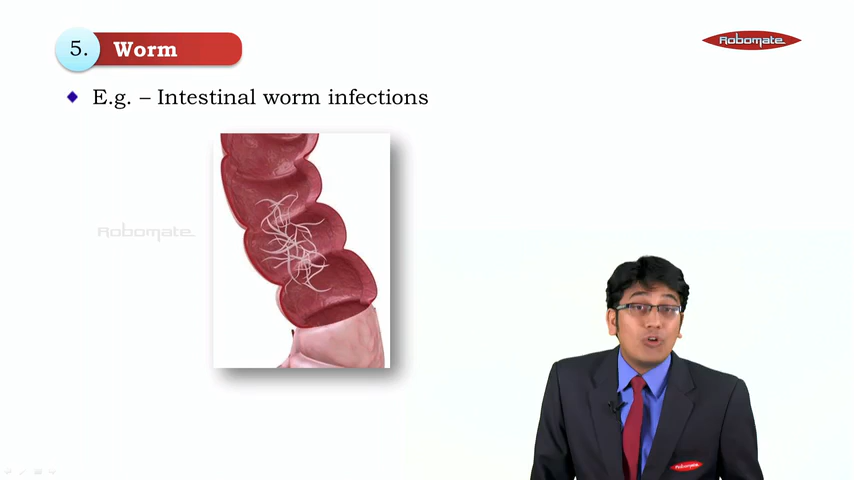 5. Worm
Robomate
E.g. – Intestinal worm infections
Robomate
Robomate